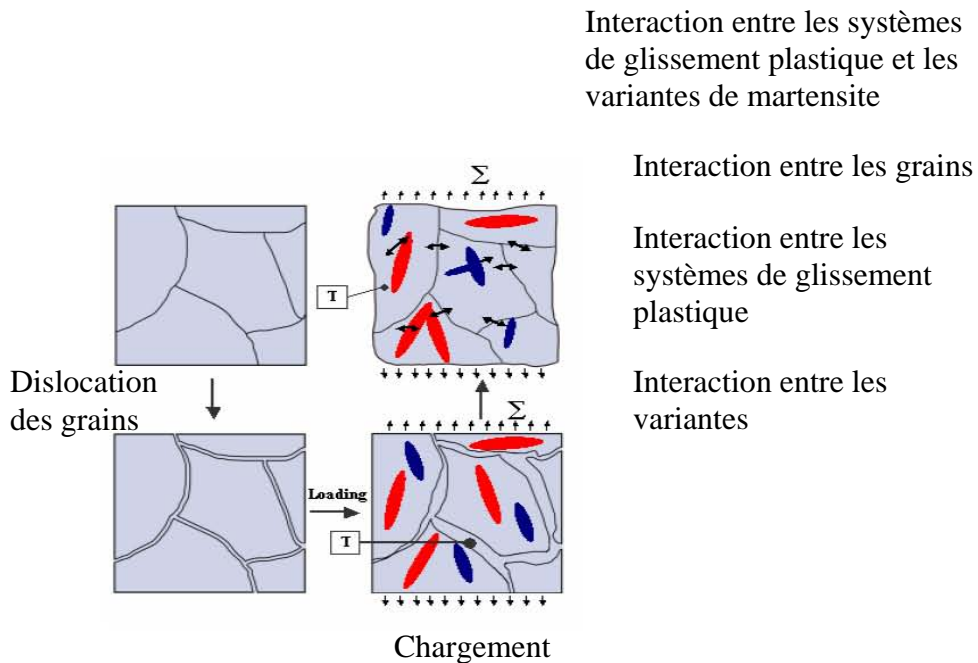 Interaction entre les systèmes
de glissement plastique et les
variantes de martensite
Interaction entre les grains
Σ
Interaction entre les
systèmes de glissement
plastique
T
Interaction entre les
variantes
Dislocation
des grains
Σ
Loading
T
Chargement